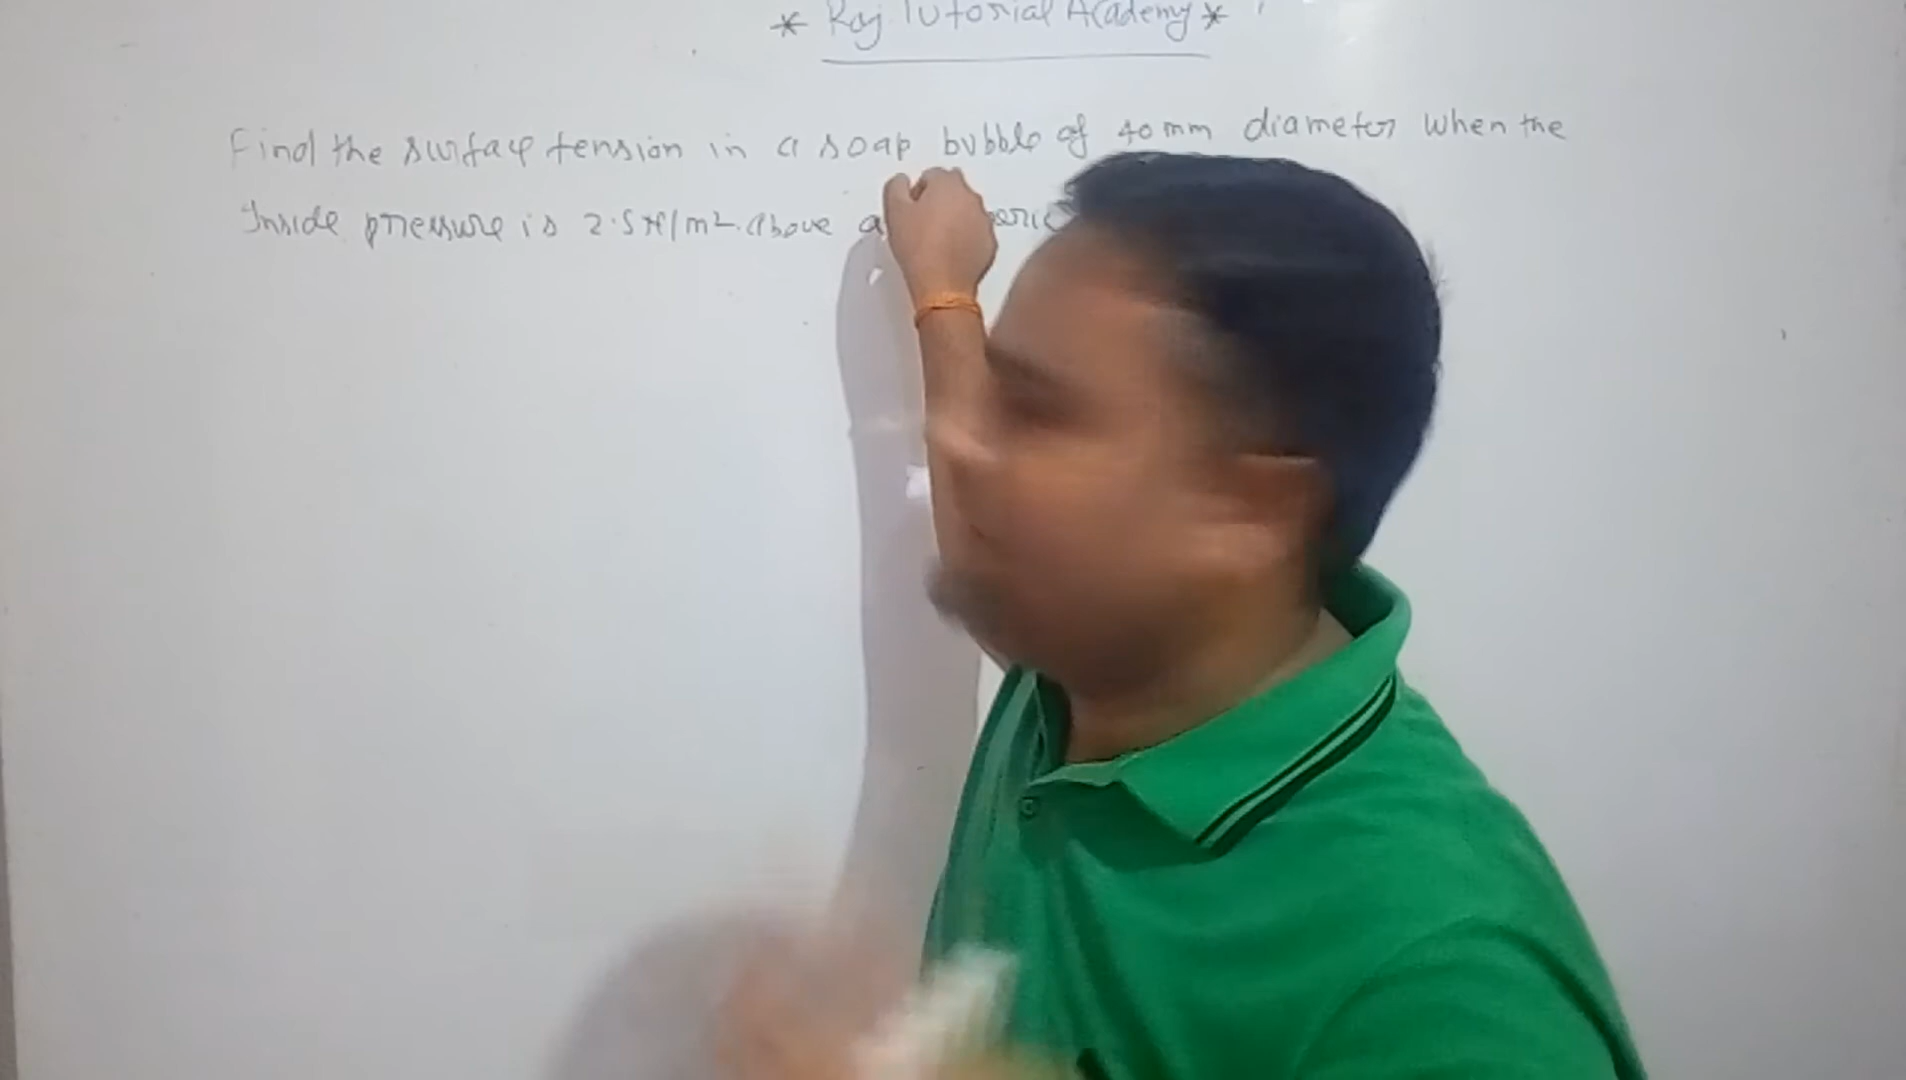 * Raj Tutorial Academy *
Find the surface tension in a soap bubble of 40 mm diameter when the
Inside pressure is 2.5 N/m2. above